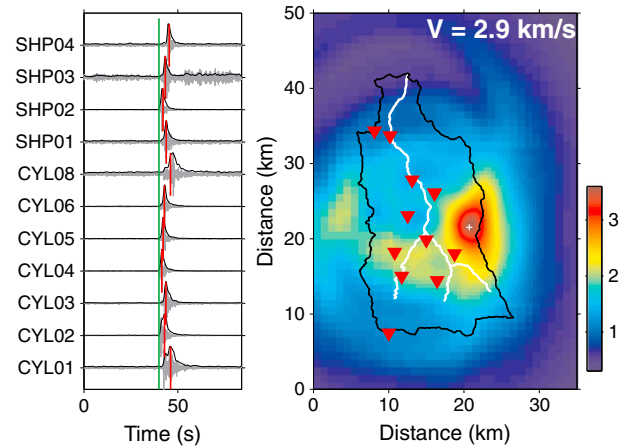 SHP04
SHP03
SHP02
SHP01
CYL08
CYL06
CYL05
CYL04
CYL03
CYL02
CYL01
0
50
Time (s)
V = 2.9 km/s
50
40
30
20
10
0
Distance (km)
0
10
20
30
Distance (km)
3
2
1